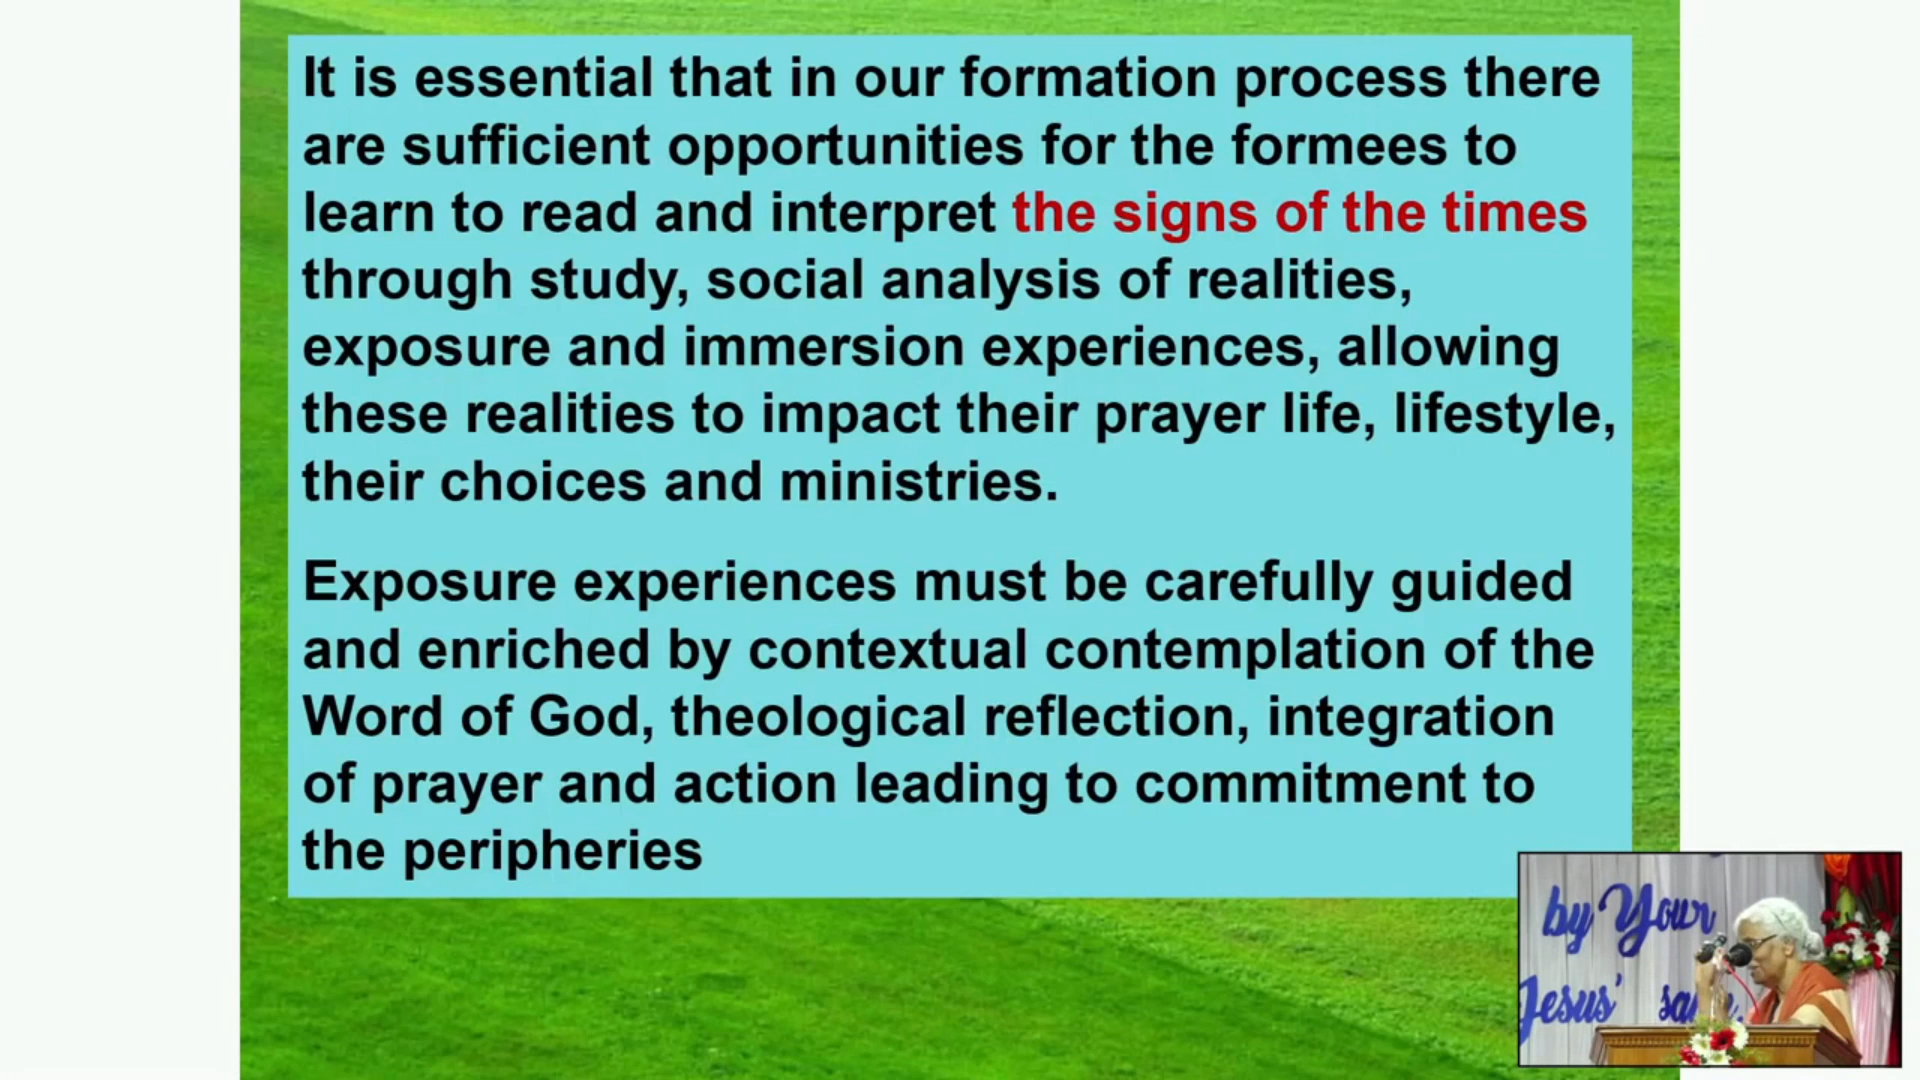 It is essential that in our formation process there
are sufficient opportunities for the formees to
learn to read and interpret the signs of the times
through study, social analysis of realities,
exposure and immersion experiences, allowing
these realities to impact their prayer life, lifestyle,
their choices and ministries.
Exposure experiences must be carefully guided
and enriched by contextual contemplation of the
Word of God, theological reflection, integration
of prayer and action leading to commitment to
the peripheries
by Your
Jesus'